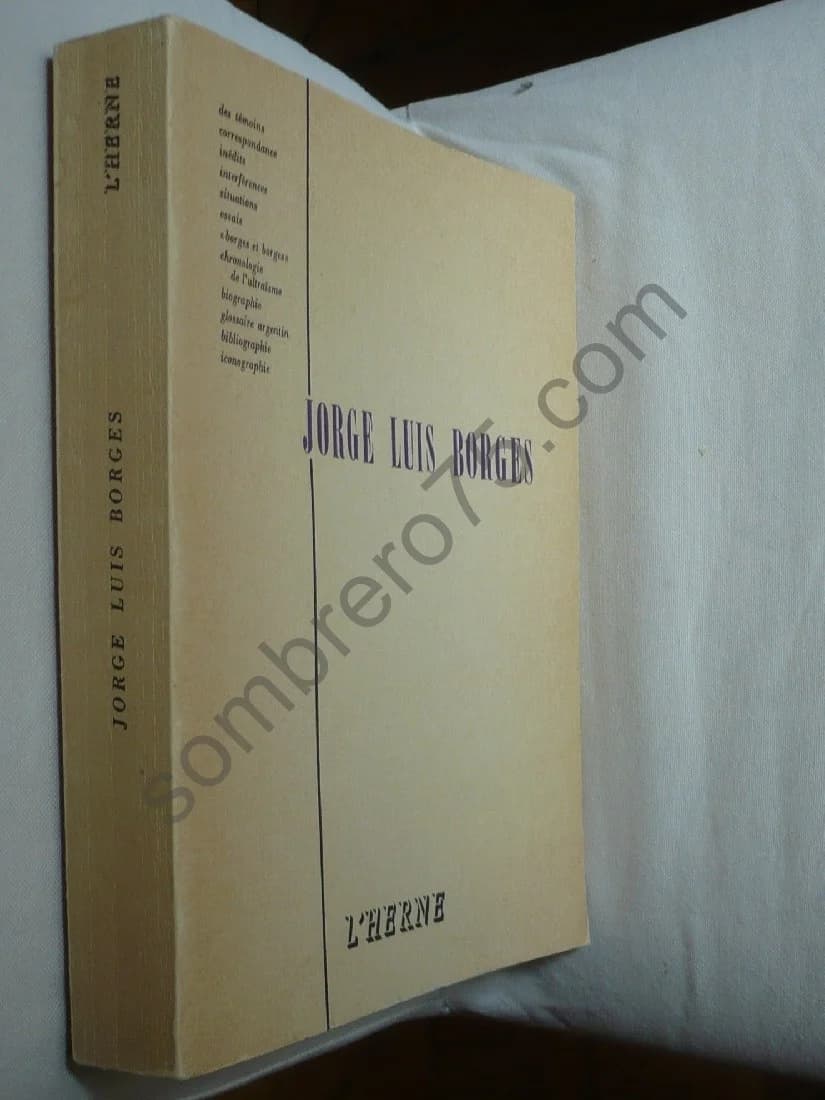 L'HERNE
JORGE LUIS BORGES
des témoins
correspondance
inédits
interférences
situations
essais
«borges et borges»
chronologie
de l'ultraïsme
biographie
glossaire argentin
bibliographie
iconographie
JORGE LUIS BORGES
L'HERNE
sombrero75.com